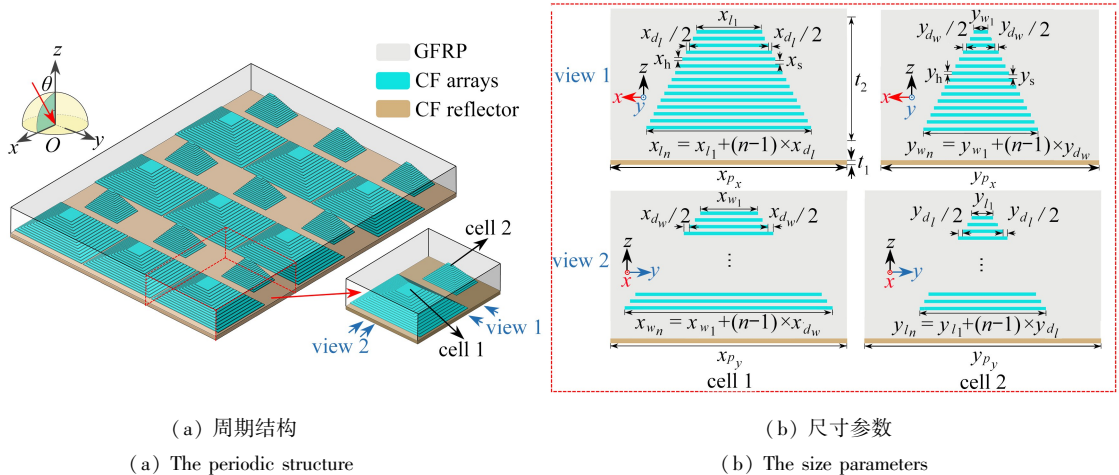 z
θ
x
O
y
GFRP
CF arrays
CF reflector
cell 2
view 1
view 2
cell 1
view 1
x_{l_1}
x_{d_l}/2
x_{d_l}/2
x_h
x_s
z
x
y
t_2
x_{l_n} = x_{l_1}+(n-1)×x_{d_l}
t_1
x_{p_x}
y_{w_1}
y_{d_w}/2
y_{d_w}/2
y_h
y_s
z
x
y
y_{w_n} = y_{w_1}+(n-1)×y_{d_w}
y_{p_x}
view 2
x_{w_1}
x_{d_w}/2
x_{d_w}/2
z
x
y
⋮
x_{w_n} = x_{w_1}+(n-1)×x_{d_w}
x_{p_y}
cell 1
y_{l_1}
y_{d_l}/2
y_{d_l}/2
z
x
y
⋮
y_{l_n} = y_{l_1}+(n-1)×y_{d_l}
y_{p_y}
cell 2
(a) 周期结构
(a) The periodic structure
(b) 尺寸参数
(b) The size parameters